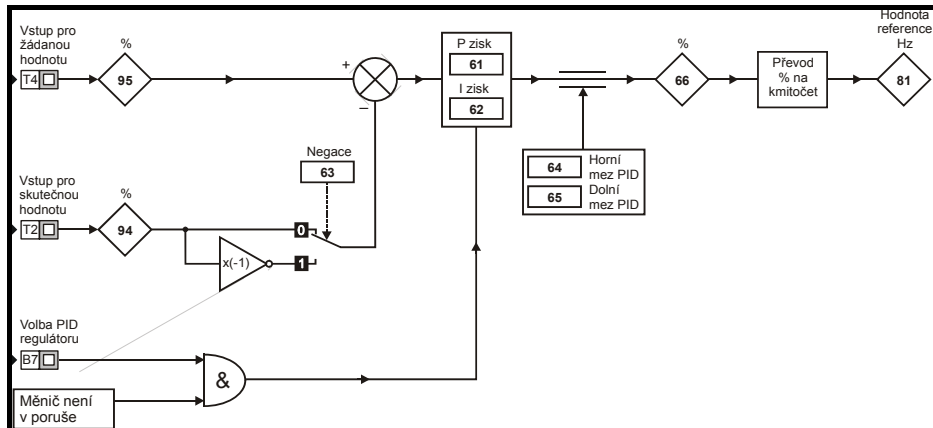 Vstup pro
žádanou
hodnotu
T4
%
95
+
–
P zisk
61
I zisk
62
%
66
Převod
% na
kmitočet
Hodnota
reference
Hz
81
64
Horní
mez PID
65
Dolní
mez PID
Negace
63
Vstup pro
skutečnou
hodnotu
T2
%
94
0
x(-1)
1
Volba PID
regulátoru
B7
&
Měnič není
v poruše